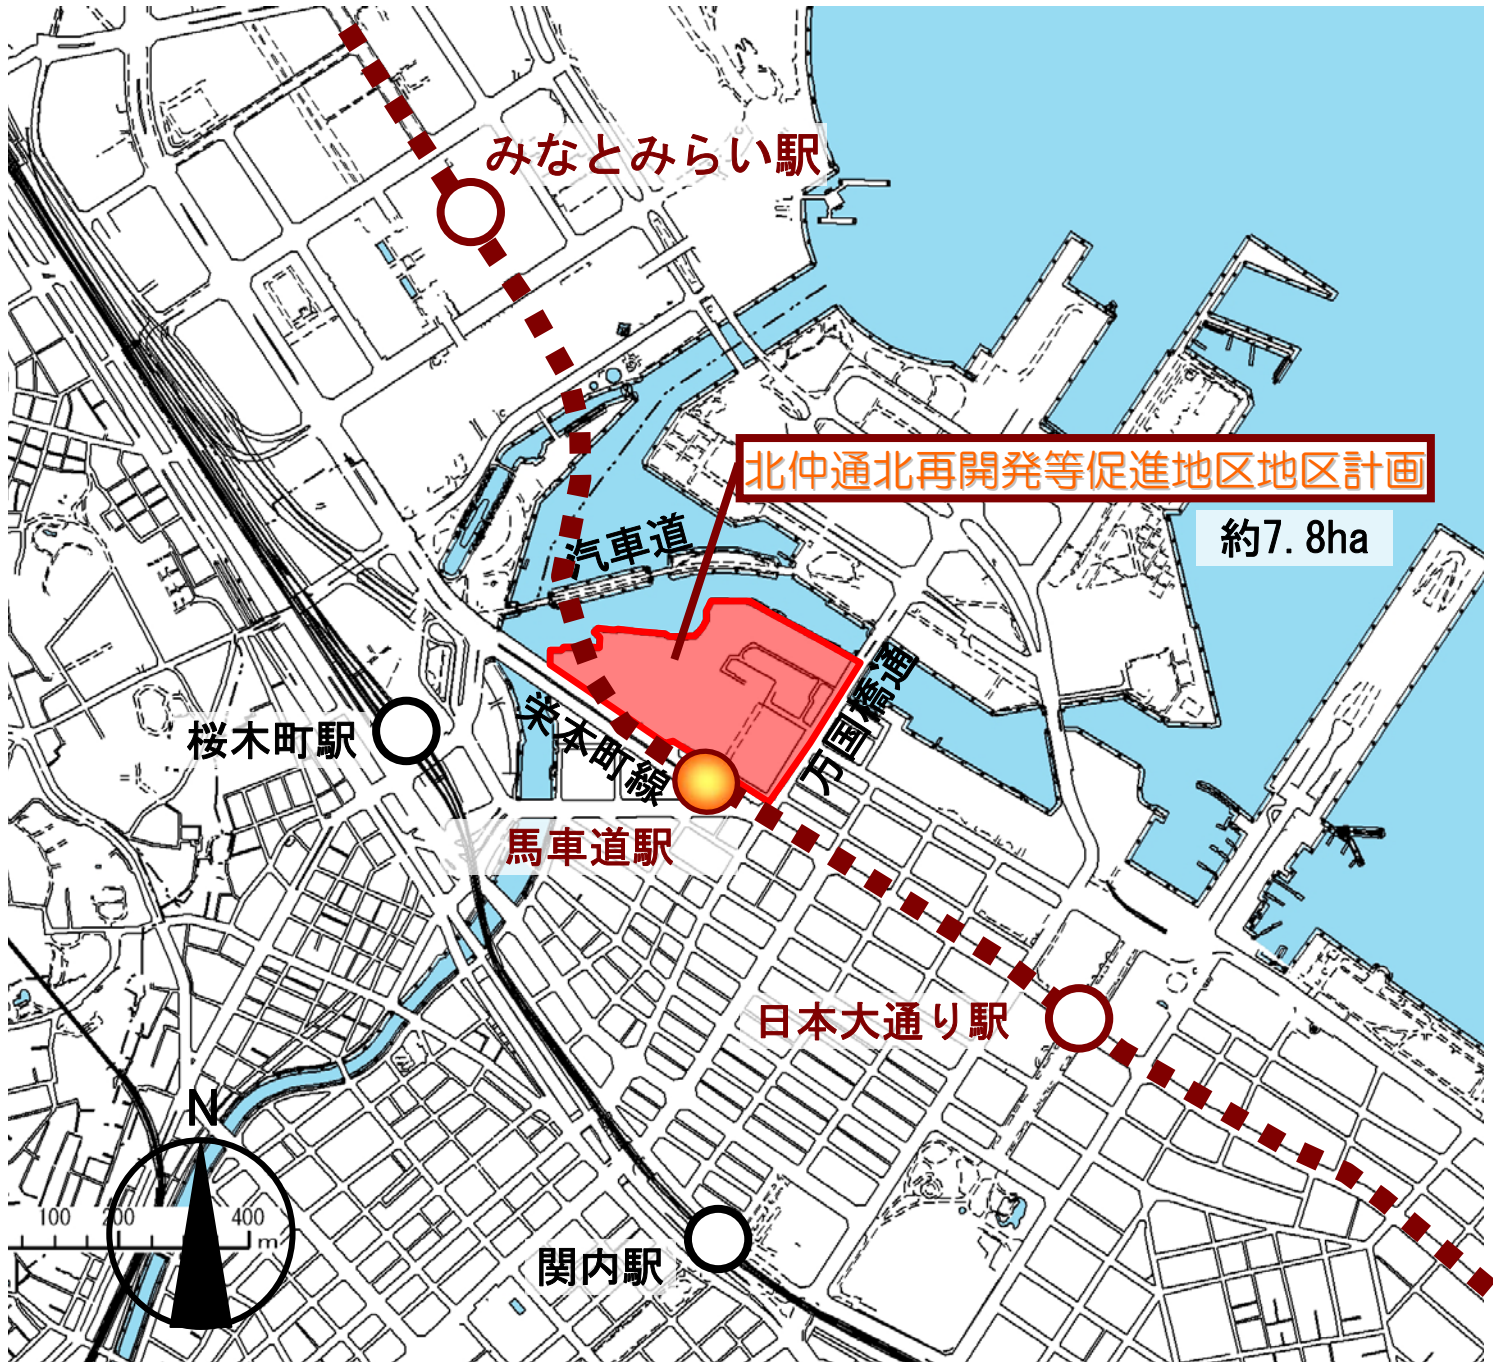 みなとみらい駅
北仲通北再開発等促進地区地区計画
約7.8ha
汽車道
万国橋通
栄本町線
桜木町駅
馬車道駅
日本大通り駅
関内駅
N
100 200 400
m